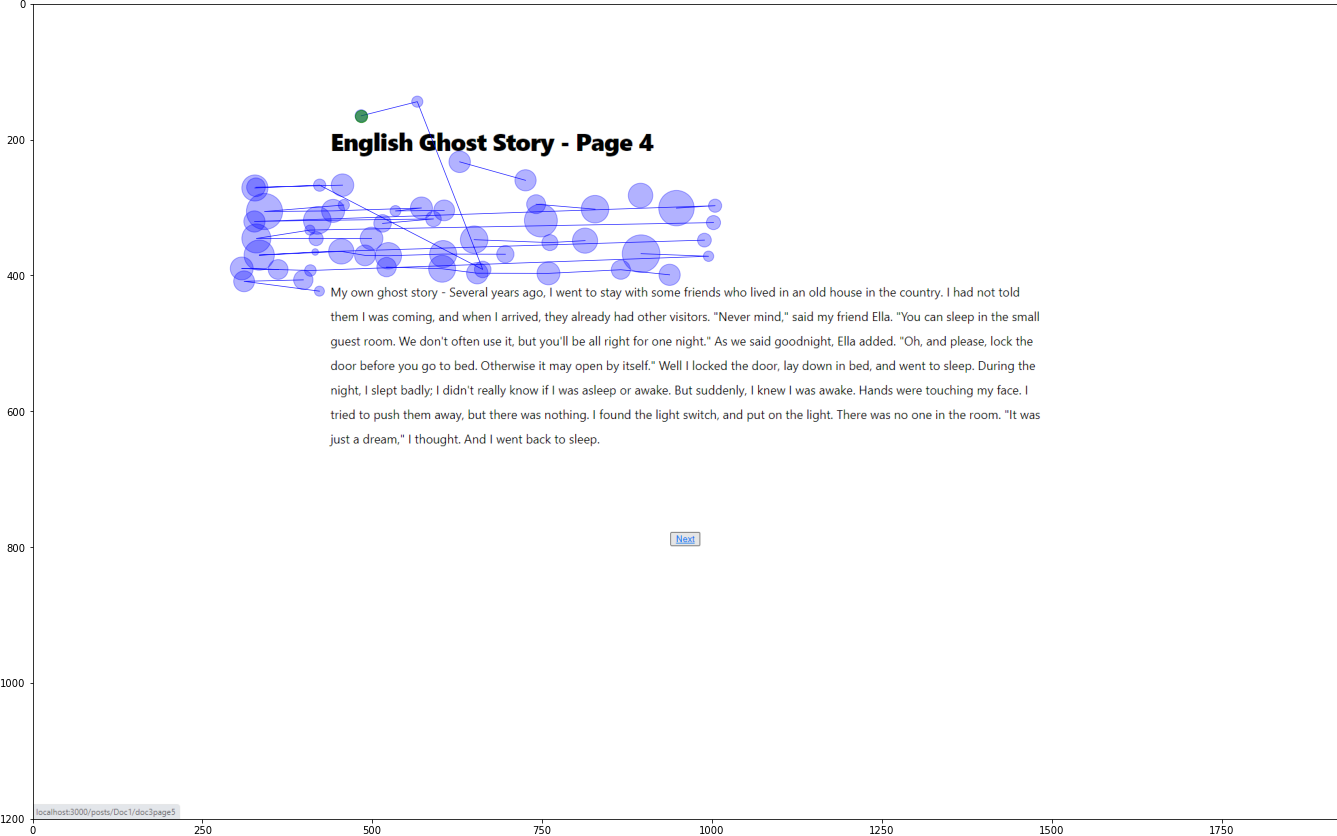 0
200
English Ghost Story - Page 4
400
My own ghost story - Several years ago, I went to stay with some friends who lived in an old house in the country. I had not told
them I was coming, and when I arrived, they already had other visitors. "Never mind," said my friend Ella. "You can sleep in the small
guest room. We don't often use it, but you'll be all right for one night." As we said goodnight, Ella added. "Oh, and please, lock the
door before you go to bed. Otherwise it may open by itself." Well I locked the door, lay down in bed, and went to sleep. During the
night, I slept badly; I didn't really know if I was asleep or awake. But suddenly, I knew I was awake. Hands were touching my face. I
600
tried to push them away, but there was nothing. I found the light switch, and put on the light. There was no one in the room. "It was
just a dream," I thought. And I went back to sleep.
Next
800
1000
localhost:3000/posts/Doc1/doc3page5
1200
0 250 500 750 1000 1250 1500 1750